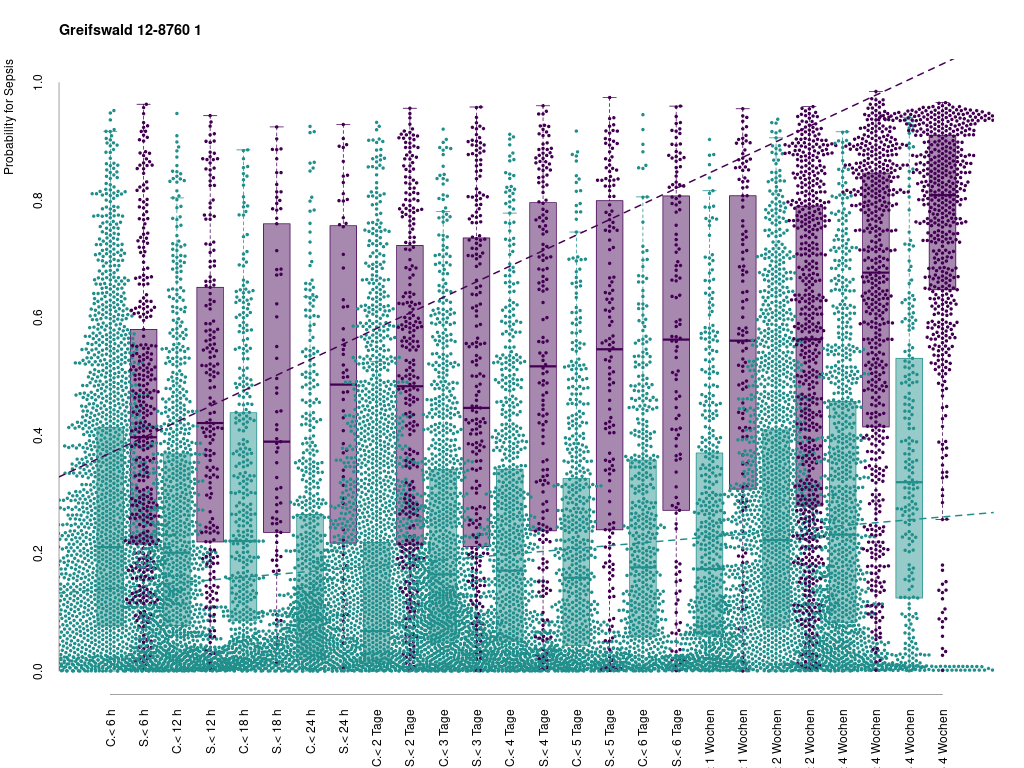 Greifswald 12-8760 1
Probability for Sepsis
1.0
0.8
0.6
0.4
0.2
0.0
C.< 6 h
S.< 6 h
C.< 12 h
S.< 12 h
C.< 18 h
S.< 18 h
C.< 24 h
S.< 24 h
C.< 2 Tage
S.< 2 Tage
C.< 3 Tage
S.< 3 Tage
C.< 4 Tage
S.< 4 Tage
C.< 5 Tage
S.< 5 Tage
C.< 6 Tage
S.< 6 Tage
1 Wochen
1 Wochen
2 Wochen
2 Wochen
4 Wochen
4 Wochen
4 Wochen
4 Wochen